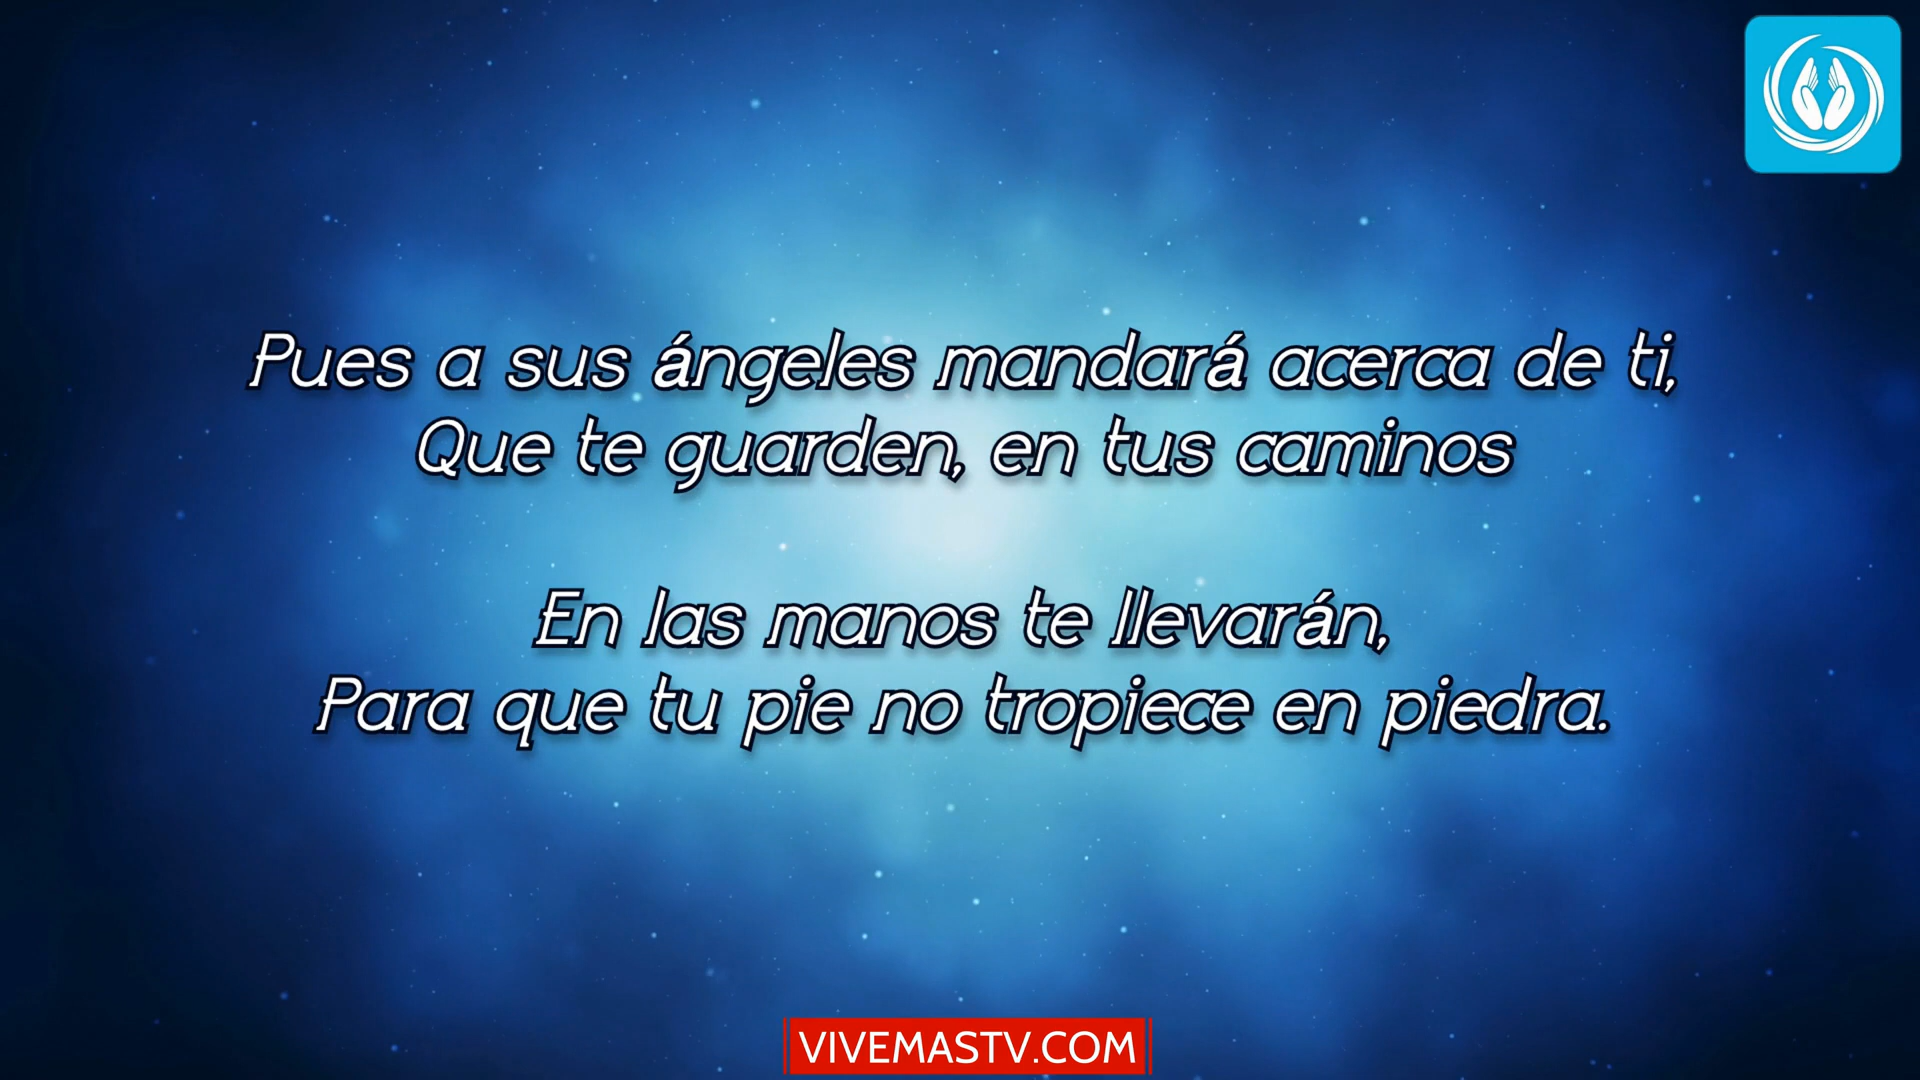 Pues a sus ángeles mandará acerca de ti,
Que te guarden, en tus caminos
En las manos te llevarán,
Para que tu pie no tropiece en piedra.
VIVEMASTV.COM